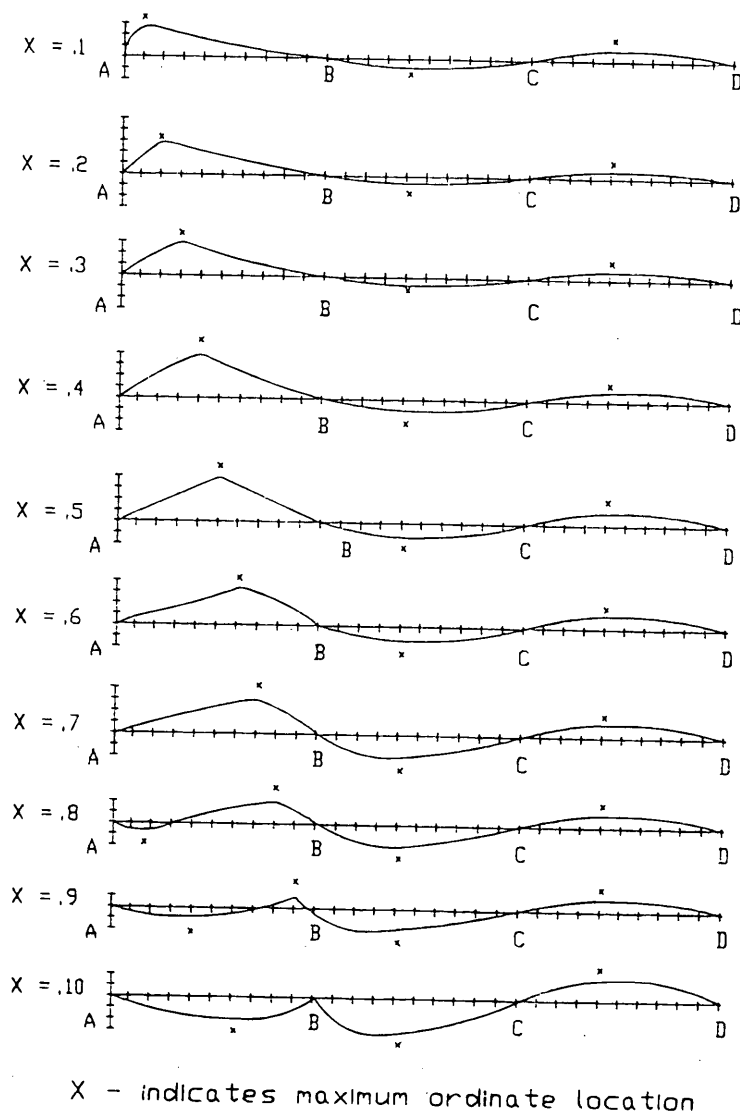 X = .1
A B C D
X = .2
A B C D
X = .3
A B C D
X = .4
A B C D
X = .5
A B C D
X = .6
A B C D
X = .7
A B C D
X = .8
A B C D
X = .9
A B C D
X = .10
A B C D
X - indicates maximum ordinate location